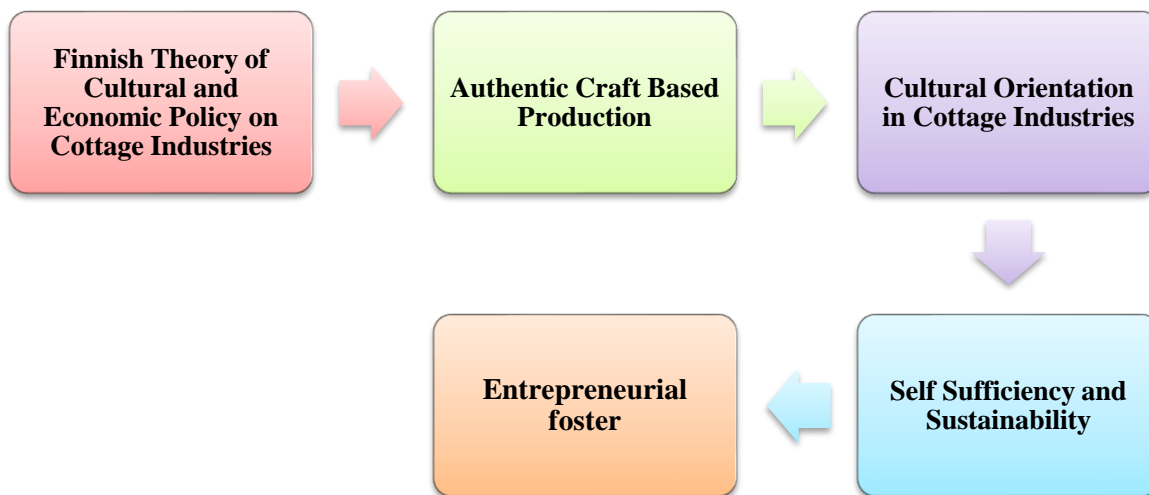 Finnish Theory of
Cultural and
Economic Policy on
Cottage Industries
Authentic Craft Based
Production
Cultural Orientation
in Cottage Industries
Self Sufficiency and
Sustainability
Entrepreneurial
foster